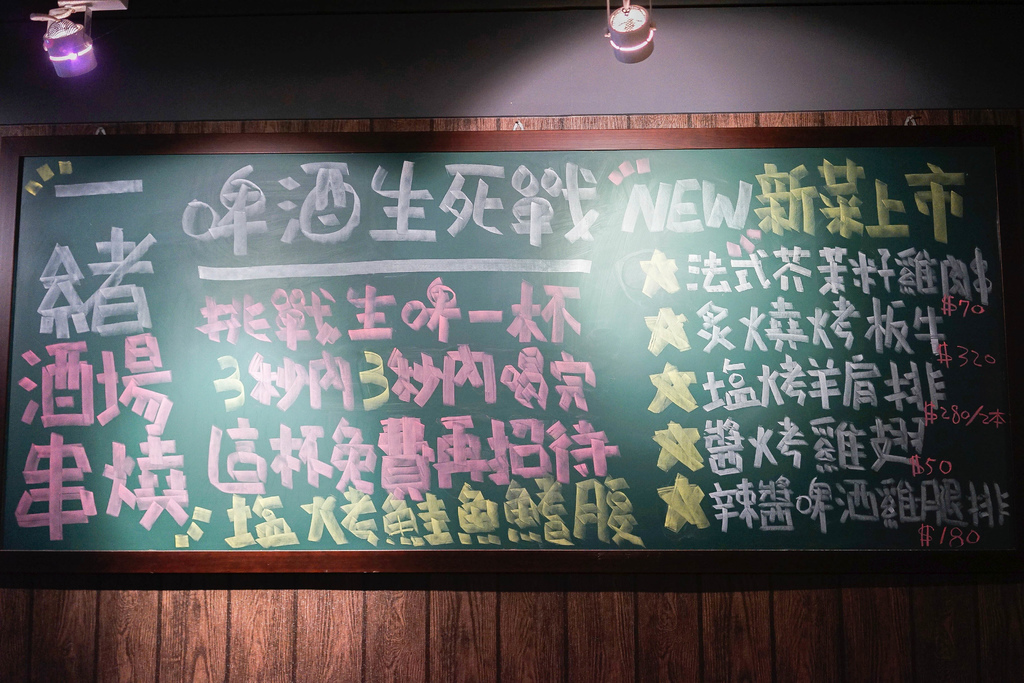 一緒
酒場
串燒
啤酒生死戰
挑戰生啤一杯
3秒內3秒內喝完
這杯免費再招待
塩烤鮭魚鰭腹
NEW新菜上市
法式芥茉籽雞肉串
$70
炙燒烤板牛
$320
塩烤羊肩排
$280/2本
醬烤雞翅
$50
辣醬啤酒雞腿排
$180